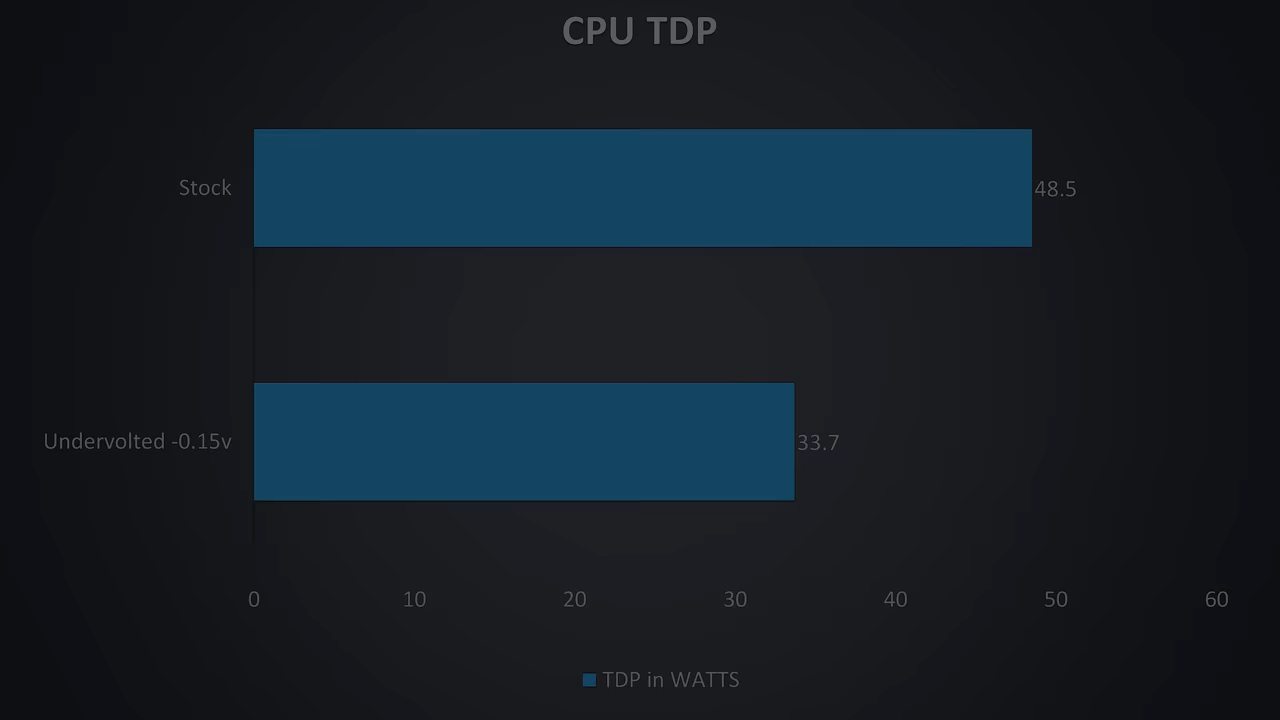 CPU TDP
Stock
48.5
Undervolted -0.15v
33.7
0 10 20 30 40 50 60
TDP in WATTS